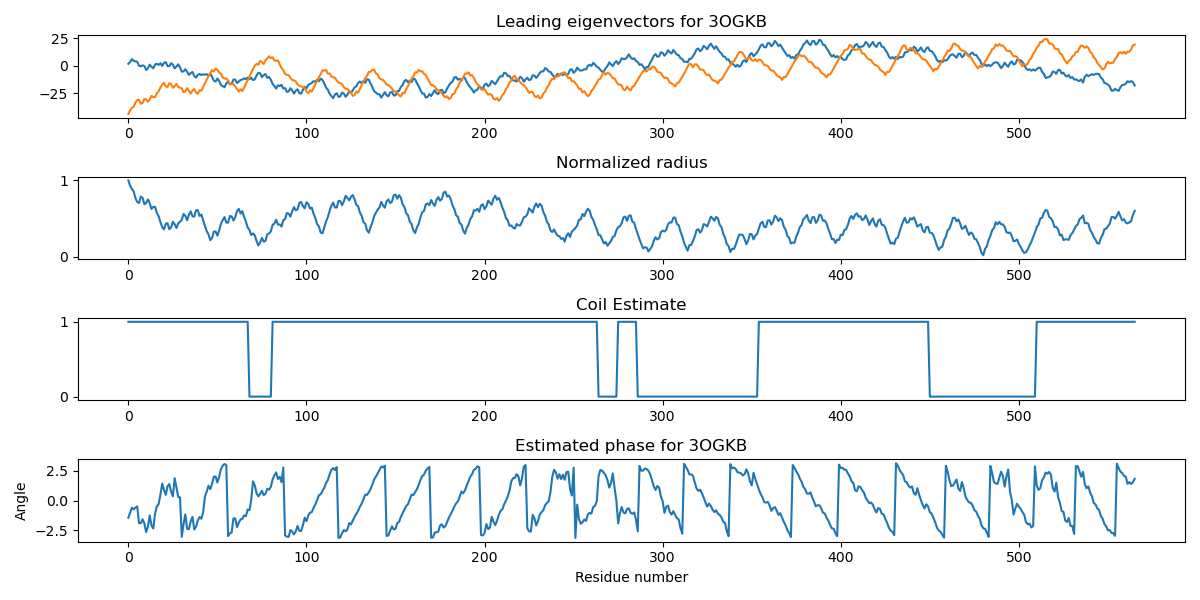 Leading eigenvectors for 3OGKB
25
0
−25
0 100 200 300 400 500
Normalized radius
1
0
0 100 200 300 400 500
Coil Estimate
1
0
0 100 200 300 400 500
Estimated phase for 3OGKB
Angle
2.5
0.0
−2.5
0 100 200 300 400 500
Residue number